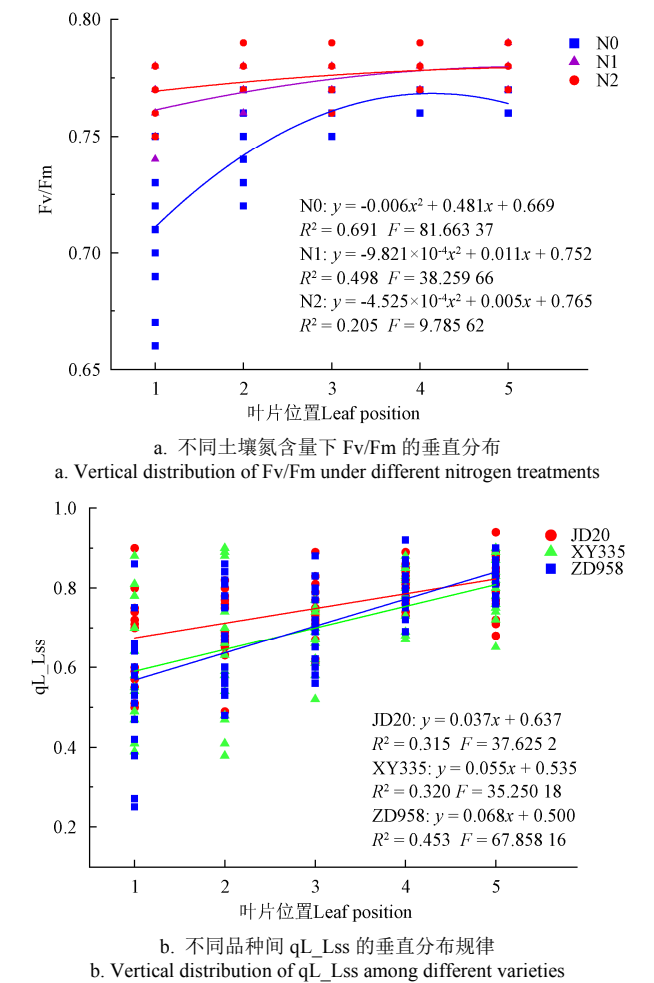 0.80
0.75
0.70
0.65
Fv/Fm
N0
N1
N2
N0: y = -0.006x² + 0.481x + 0.669
R² = 0.691 F = 81.663 37
N1: y = -9.821×10⁻⁴x² + 0.011x + 0.752
R² = 0.498 F = 38.259 66
N2: y = -4.525×10⁻⁴x² + 0.005x + 0.765
R² = 0.205 F = 9.785 62
1 2 3 4 5
叶片位置Leaf position
a. 不同土壤氮含量下 Fv/Fm 的垂直分布
a. Vertical distribution of Fv/Fm under different nitrogen treatments
1.0
0.8
0.6
0.4
0.2
qL_Lss
JD20
XY335
ZD958
JD20: y = 0.037x + 0.637
R² = 0.315 F = 37.625 2
XY335: y = 0.055x + 0.535
R² = 0.320 F = 35.250 18
ZD958: y = 0.068x + 0.500
R² = 0.453 F = 67.858 16
1 2 3 4 5
叶片位置Leaf position
b. 不同品种间 qL_Lss 的垂直分布规律
b. Vertical distribution of qL_Lss among different varieties